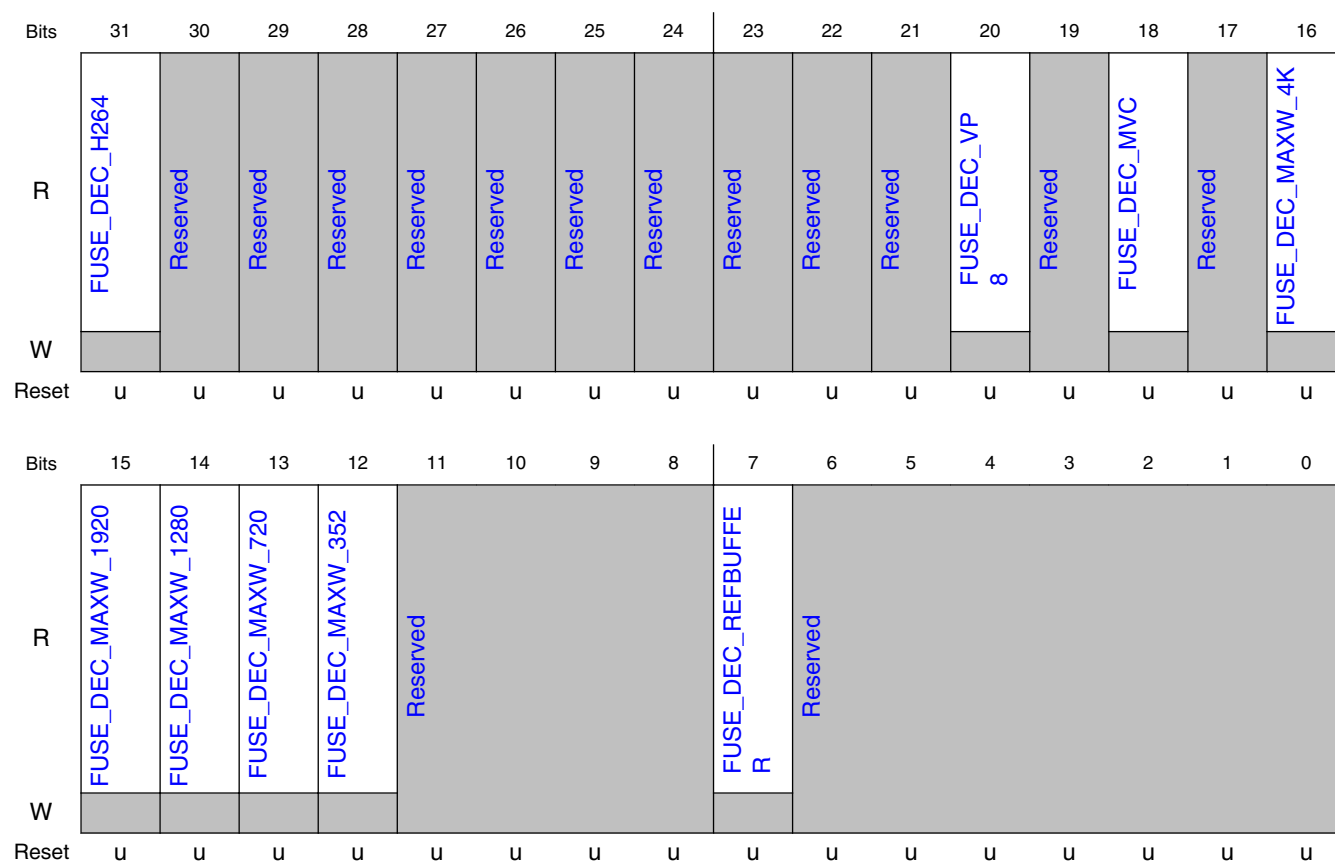 Bits 31 30 29 28 27 26 25 24 23 22 21 20 19 18 17 16
R
FUSE_DEC_H264
Reserved
Reserved
Reserved
Reserved
Reserved
Reserved
Reserved
Reserved
Reserved
Reserved
FUSE_DEC_VP
8
Reserved
FUSE_DEC_MVC
Reserved
FUSE_DEC_MAXW_4K
W
Reset u u u u u u u u u u u u u u u u
Bits 15 14 13 12 11 10 9 8 7 6 5 4 3 2 1 0
R
FUSE_DEC_MAXW_1920
FUSE_DEC_MAXW_1280
FUSE_DEC_MAXW_720
FUSE_DEC_MAXW_352
Reserved
FUSE_DEC_REFBUFFE
R
Reserved
W
Reset u u u u u u u u u u u u u u u u